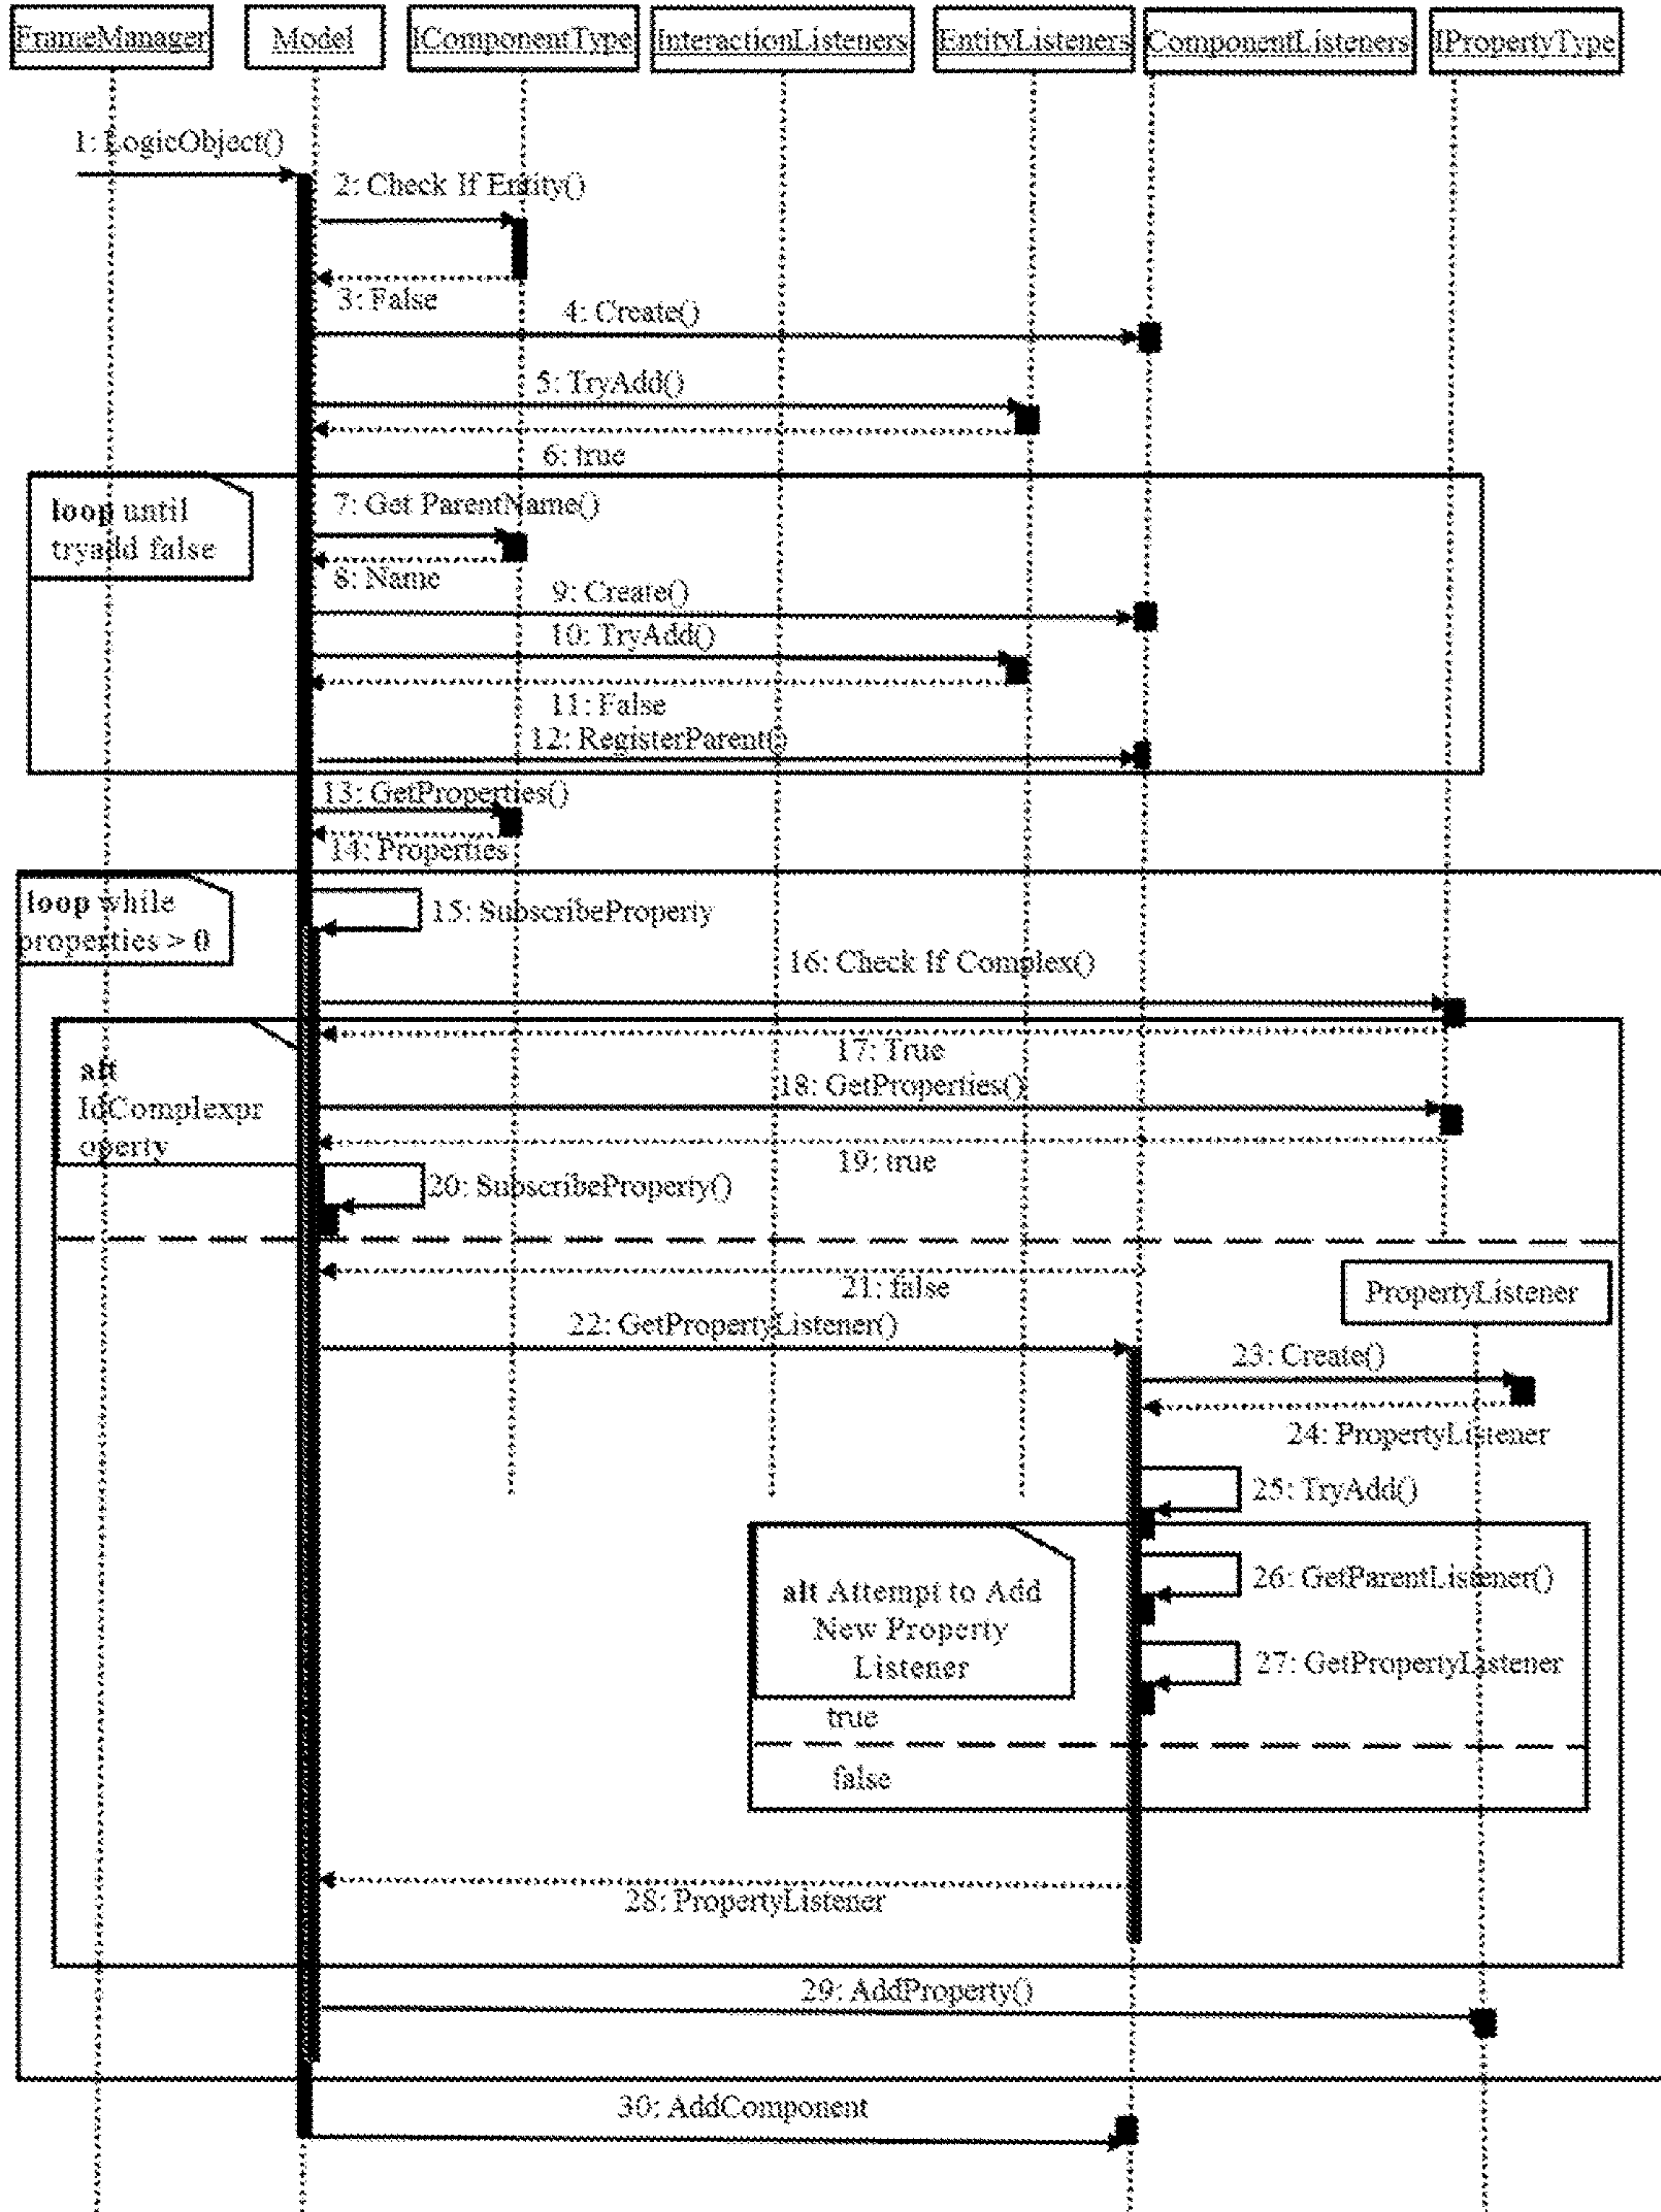 FrameManager
Model
IComponentType
InteractionListeners
EntityListeners
ComponentListeners
IPropertyType
1: LogicObject()
2: Check If Entity()
3: False
4: Create()
5: TryAdd()
6: true
loop until
tryadd false
7: Get ParentName()
8: Name
9: Create()
10: TryAdd()
11: False
12: RegisterParent()
13: GetProperties()
14: Properties
loop while
properties > 0
15: SubscribeProperty
16: Check If Complex()
17: True
alt
IdComplexpr
operty
18: GetProperties()
19: true
20: SubscribeProperty()
21: false
PropertyListener
22: GetPropertyListener()
23: Create()
24: PropertyListener
25: TryAdd()
alt Attempt to Add
New Property
Listener
26: GetParentListener()
27: GetPropertyListener
true
false
28: PropertyListener
29: AddProperty()
30: AddComponent